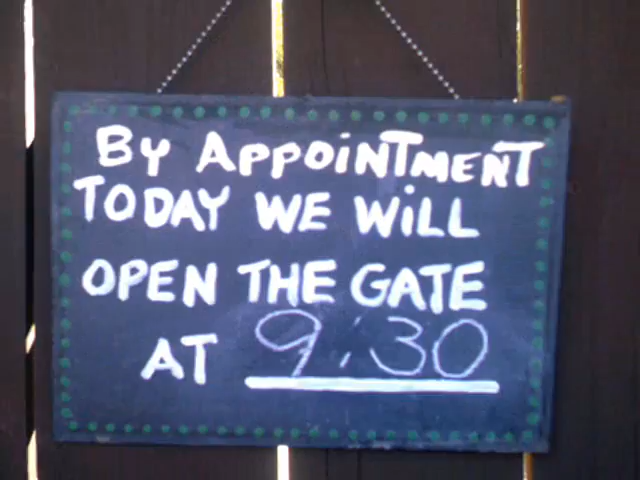 BY APPOINTMENT
TODAY WE WiLL
OPEN THE GATE
AT 9:30